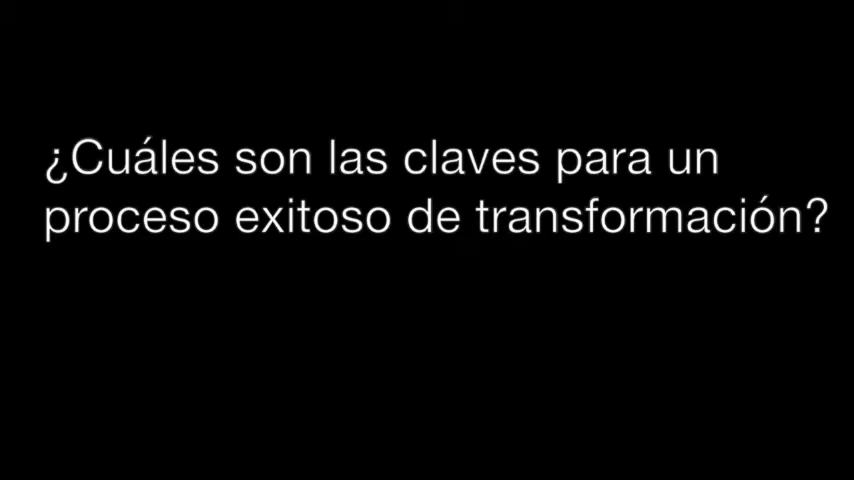 ¿Cuáles son las claves para un
proceso exitoso de transformación?